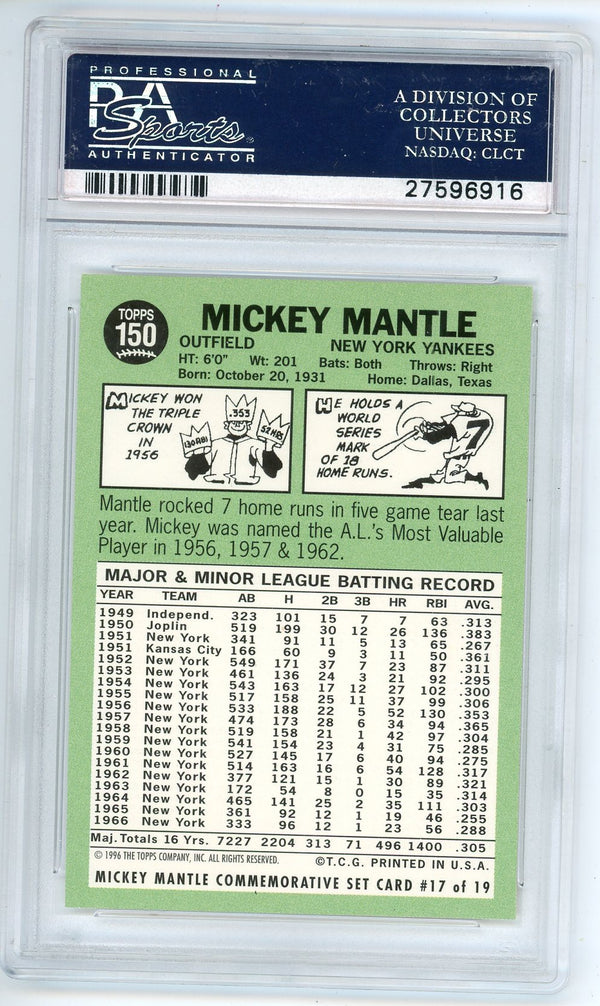 PROFESSIONAL
PSA
Sports
AUTHENTICATOR
A DIVISION OF
COLLECTORS
UNIVERSE
NASDAQ: CLCT
27596916
TOPPS
150
MICKEY MANTLE
OUTFIELD NEW YORK YANKEES
HT: 6'0" Wt: 201 Bats: Both Throws: Right
Born: October 20, 1931 Home: Dallas, Texas
MICKEY WON
THE TRIPLE
CROWN
IN
1956
130 RBI
.353
52 HRS
HE HOLDS A
WORLD
SERIES
MARK
OF 18
HOME RUNS.
7
Mantle rocked 7 home runs in five game tear last
year. Mickey was named the A.L.'s Most Valuable
Player in 1956, 1957 & 1962.
MAJOR & MINOR LEAGUE BATTING RECORD
YEAR TEAM AB H 2B 3B HR RBI AVG.
1949 Independ. 323 101 15 7 7 63 .313
1950 Joplin 519 199 30 12 26 136 .383
1951 New York 341 91 11 5 13 65 .267
1951 Kansas City 166 60 9 3 11 50 .361
1952 New York 549 171 37 7 23 87 .311
1953 New York 461 136 24 3 21 92 .295
1954 New York 543 163 17 12 27 102 .300
1955 New York 517 158 25 11 37 99 .306
1956 New York 533 188 22 5 52 130 .353
1957 New York 474 173 28 6 34 94 .365
1958 New York 519 158 21 1 42 97 .304
1959 New York 541 154 23 4 31 75 .285
1960 New York 527 145 17 6 40 94 .275
1961 New York 514 163 16 6 54 128 .317
1962 New York 377 121 15 1 30 89 .321
1963 New York 172 54 8 0 15 35 .314
1964 New York 465 141 25 2 35 111 .303
1965 New York 361 92 12 1 19 46 .255
1966 New York 333 96 12 1 23 56 .288
Maj. Totals 16 Yrs. 7227 2204 313 71 496 1400 .305
© 1996 THE TOPPS COMPANY, INC. ALL RIGHTS RESERVED. ©T.C.G. PRINTED IN U.S.A.
MICKEY MANTLE COMMEMORATIVE SET CARD #17 of 19